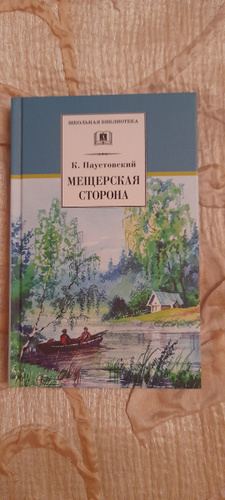 ШКОЛЬНАЯ БИБЛИОТЕКА
К. Паустовский
МЕЩЕРСКАЯ
СТОРОНА